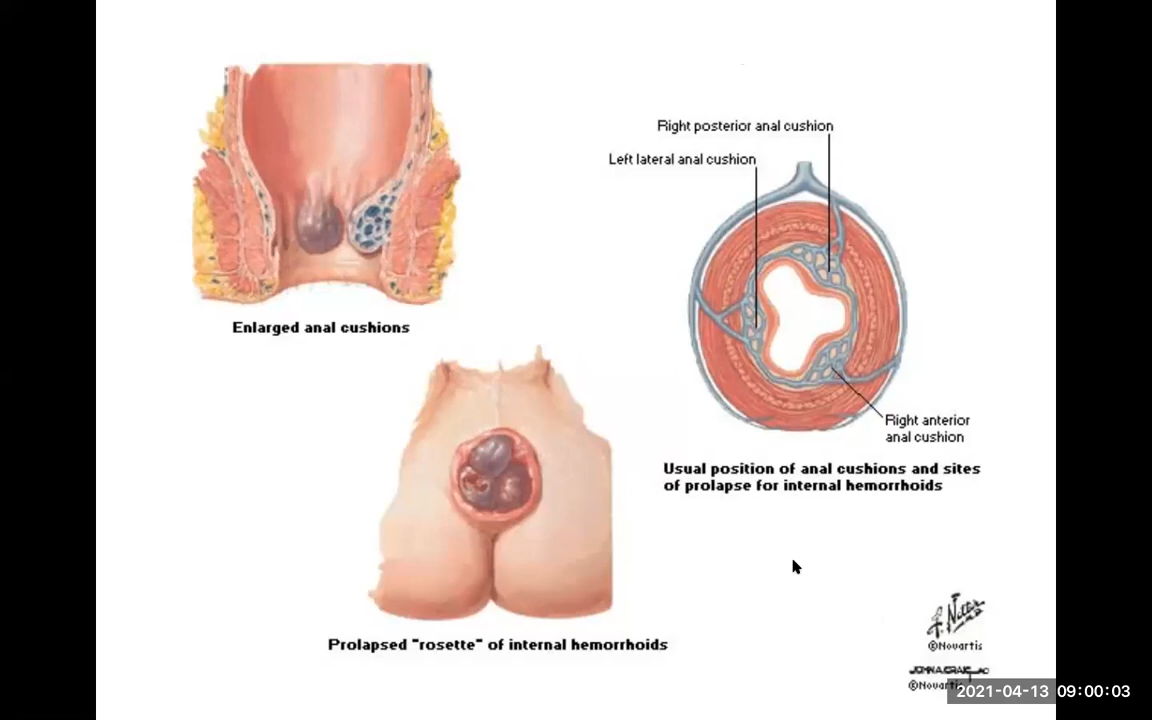 Right posterior anal cushion
Left lateral anal cushion
Enlarged anal cushions
Right anterior
anal cushion
Usual position of anal cushions and sites
of prolapse for internal hemorrhoids
Prolapsed "rosette" of internal hemorrhoids
F. Netter
©Novartis
©Novartis
2021-04-13 09:00:03